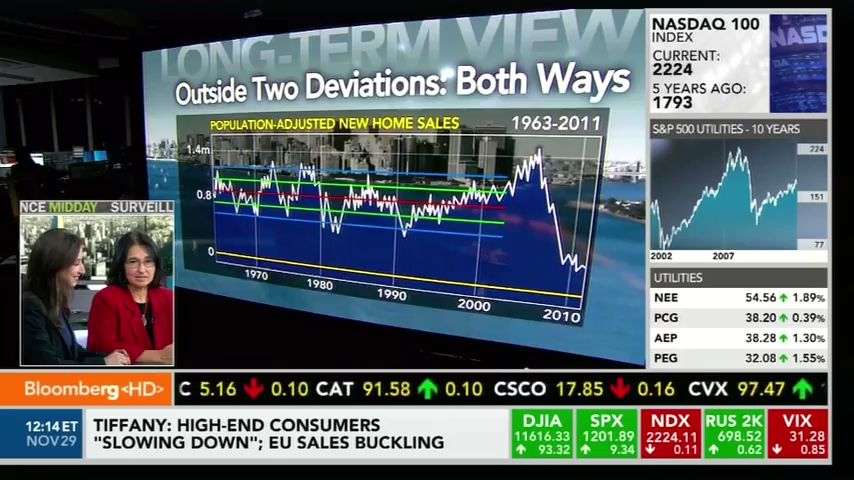 LONG-TERM VIEW
Outside Two Deviations: Both Ways
POPULATION-ADJUSTED NEW HOME SALES 1963-2011
1.4m
0.8
0
1970
1980
1990
2000
2010
NCE MIDDAY SURVEILL
NASDAQ 100
INDEX
CURRENT:
2224
5 YEARS AGO:
1793
NASD
S&P 500 UTILITIES - 10 YEARS
224
151
77
2002 2007
UTILITIES
NEE 54.56 1.89%
PCG 38.20 0.39%
AEP 38.28 1.30%
PEG 32.08 1.55%
Bloomberg <HD>
C 5.16 0.10 CAT 91.58 0.10 CSCO 17.85 0.16 CVX 97.47 1
12:14 ET
NOV 29
TIFFANY: HIGH-END CONSUMERS
"SLOWING DOWN"; EU SALES BUCKLING
DJIA
11616.33
93.32
SPX
1201.89
9.34
NDX
2224.11
0.11
RUS 2K
698.52
0.62
VIX
31.28
0.85